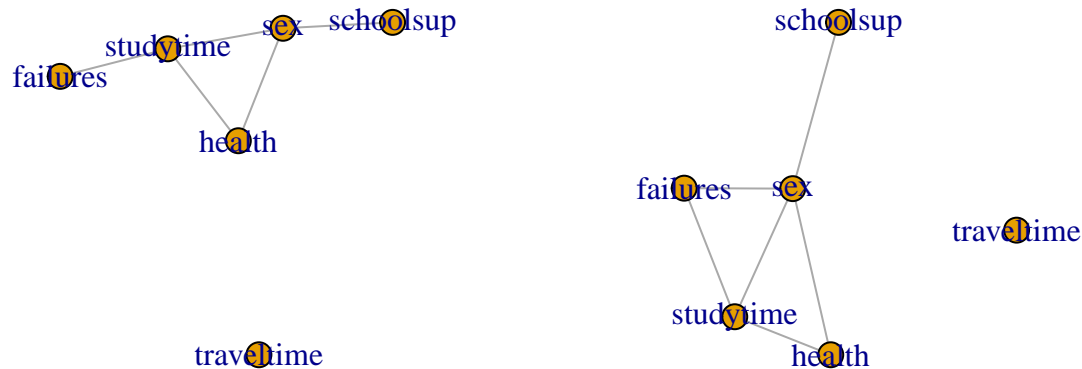 schoolsup
sex
studytime
failures
health
traveltime
schoolsup
failures
sex
traveltime
studytime
health